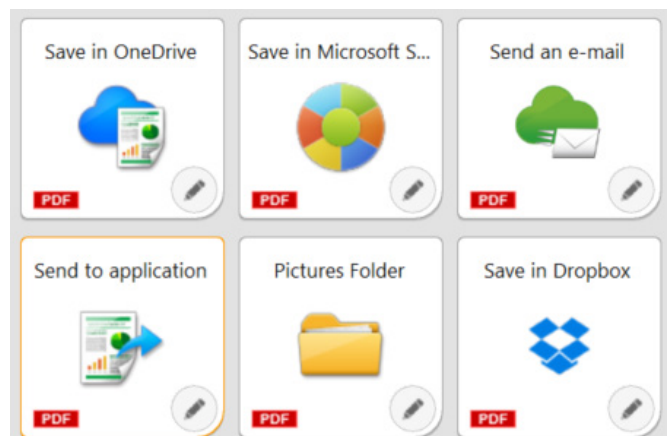 Save in OneDrive
Save in Microsoft S...
Send an e-mail
PDF
PDF
PDF
Send to application
Pictures Folder
Save in Dropbox
PDF
PDF
PDF